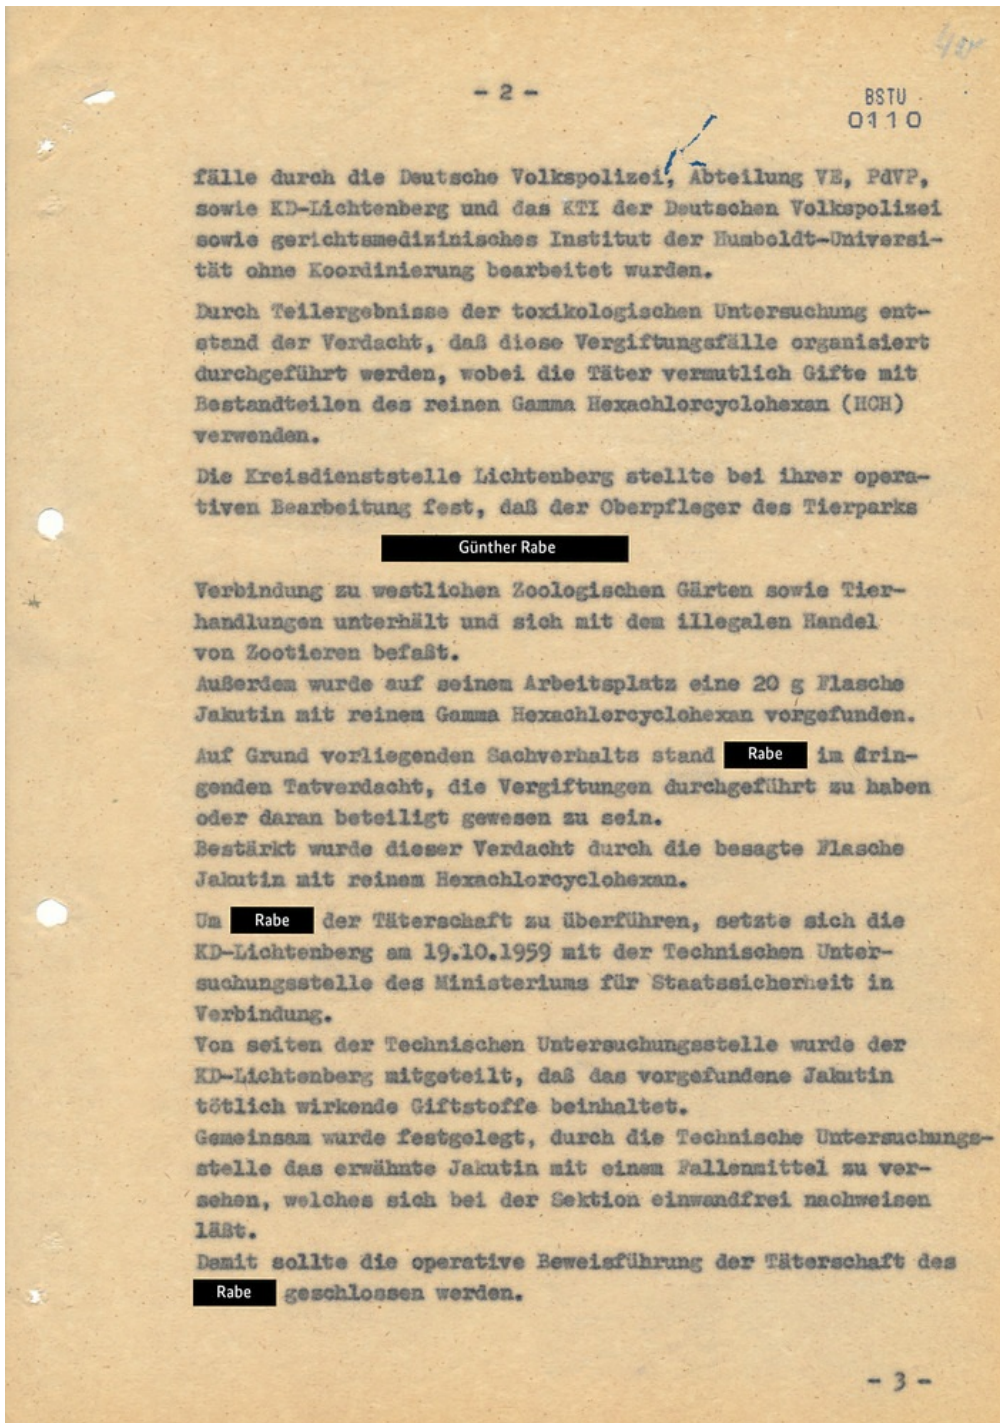 - 2 -
BSTU
0110
fälle durch die Deutsche Volkspolizei, Abteilung VE, PdVP,
sowie KD-Lichtenberg und das KTI der Deutschen Volkspolizei
sowie gerichtsmedizinisches Institut der Humboldt-Universi-
tät ohne Koordinierung bearbeitet wurden.
Durch Teilergebnisse der toxikologischen Untersuchung ent-
stand der Verdacht, daß diese Vergiftungsfälle organisiert
durchgeführt werden, wobei die Täter vermutlich Gifte mit
Bestandteilen des reinen Gamma Hexachlorcyclohexan (HCH)
verwenden.
Die Kreisdienststelle Lichtenberg stellte bei ihrer opera-
tiven Bearbeitung fest, daß der Oberpfleger des Tierparks
Günther Rabe
Verbindung zu westlichen Zoologischen Gärten sowie Tier-
handlungen unterhält und sich mit dem illegalen Handel
von Zootieren befaßt.
Außerdem wurde auf seinem Arbeitsplatz eine 20 g Flasche
Jakutin mit reinem Gamma Hexachlorcyclohexan vorgefunden.
Auf Grund vorliegenden Sachverhalts stand Rabe im drin-
genden Tatverdacht, die Vergiftungen durchgeführt zu haben
oder daran beteiligt gewesen zu sein.
Bestärkt wurde dieser Verdacht durch die besagte Flasche
Jakutin mit reinem Hexachlorcyclohexan.
Um Rabe der Täterschaft zu überführen, setzte sich die
KD-Lichtenberg am 19.10.1959 mit der Technischen Unter-
suchungsstelle des Ministeriums für Staatssicherheit in
Verbindung.
Von seiten der Technischen Untersuchungsstelle wurde der
KD-Lichtenberg mitgeteilt, daß das vorgefundene Jakutin
tötlich wirkende Giftstoffe beinhaltet.
Gemeinsam wurde festgelegt, durch die Technische Untersuchungs-
stelle das erwähnte Jakutin mit einem Fallenmittel zu ver-
sehen, welches sich bei der Sektion einwandfrei nachweisen
läßt.
Damit sollte die operative Beweisführung der Täterschaft des
Rabe geschlossen werden.
- 3 -